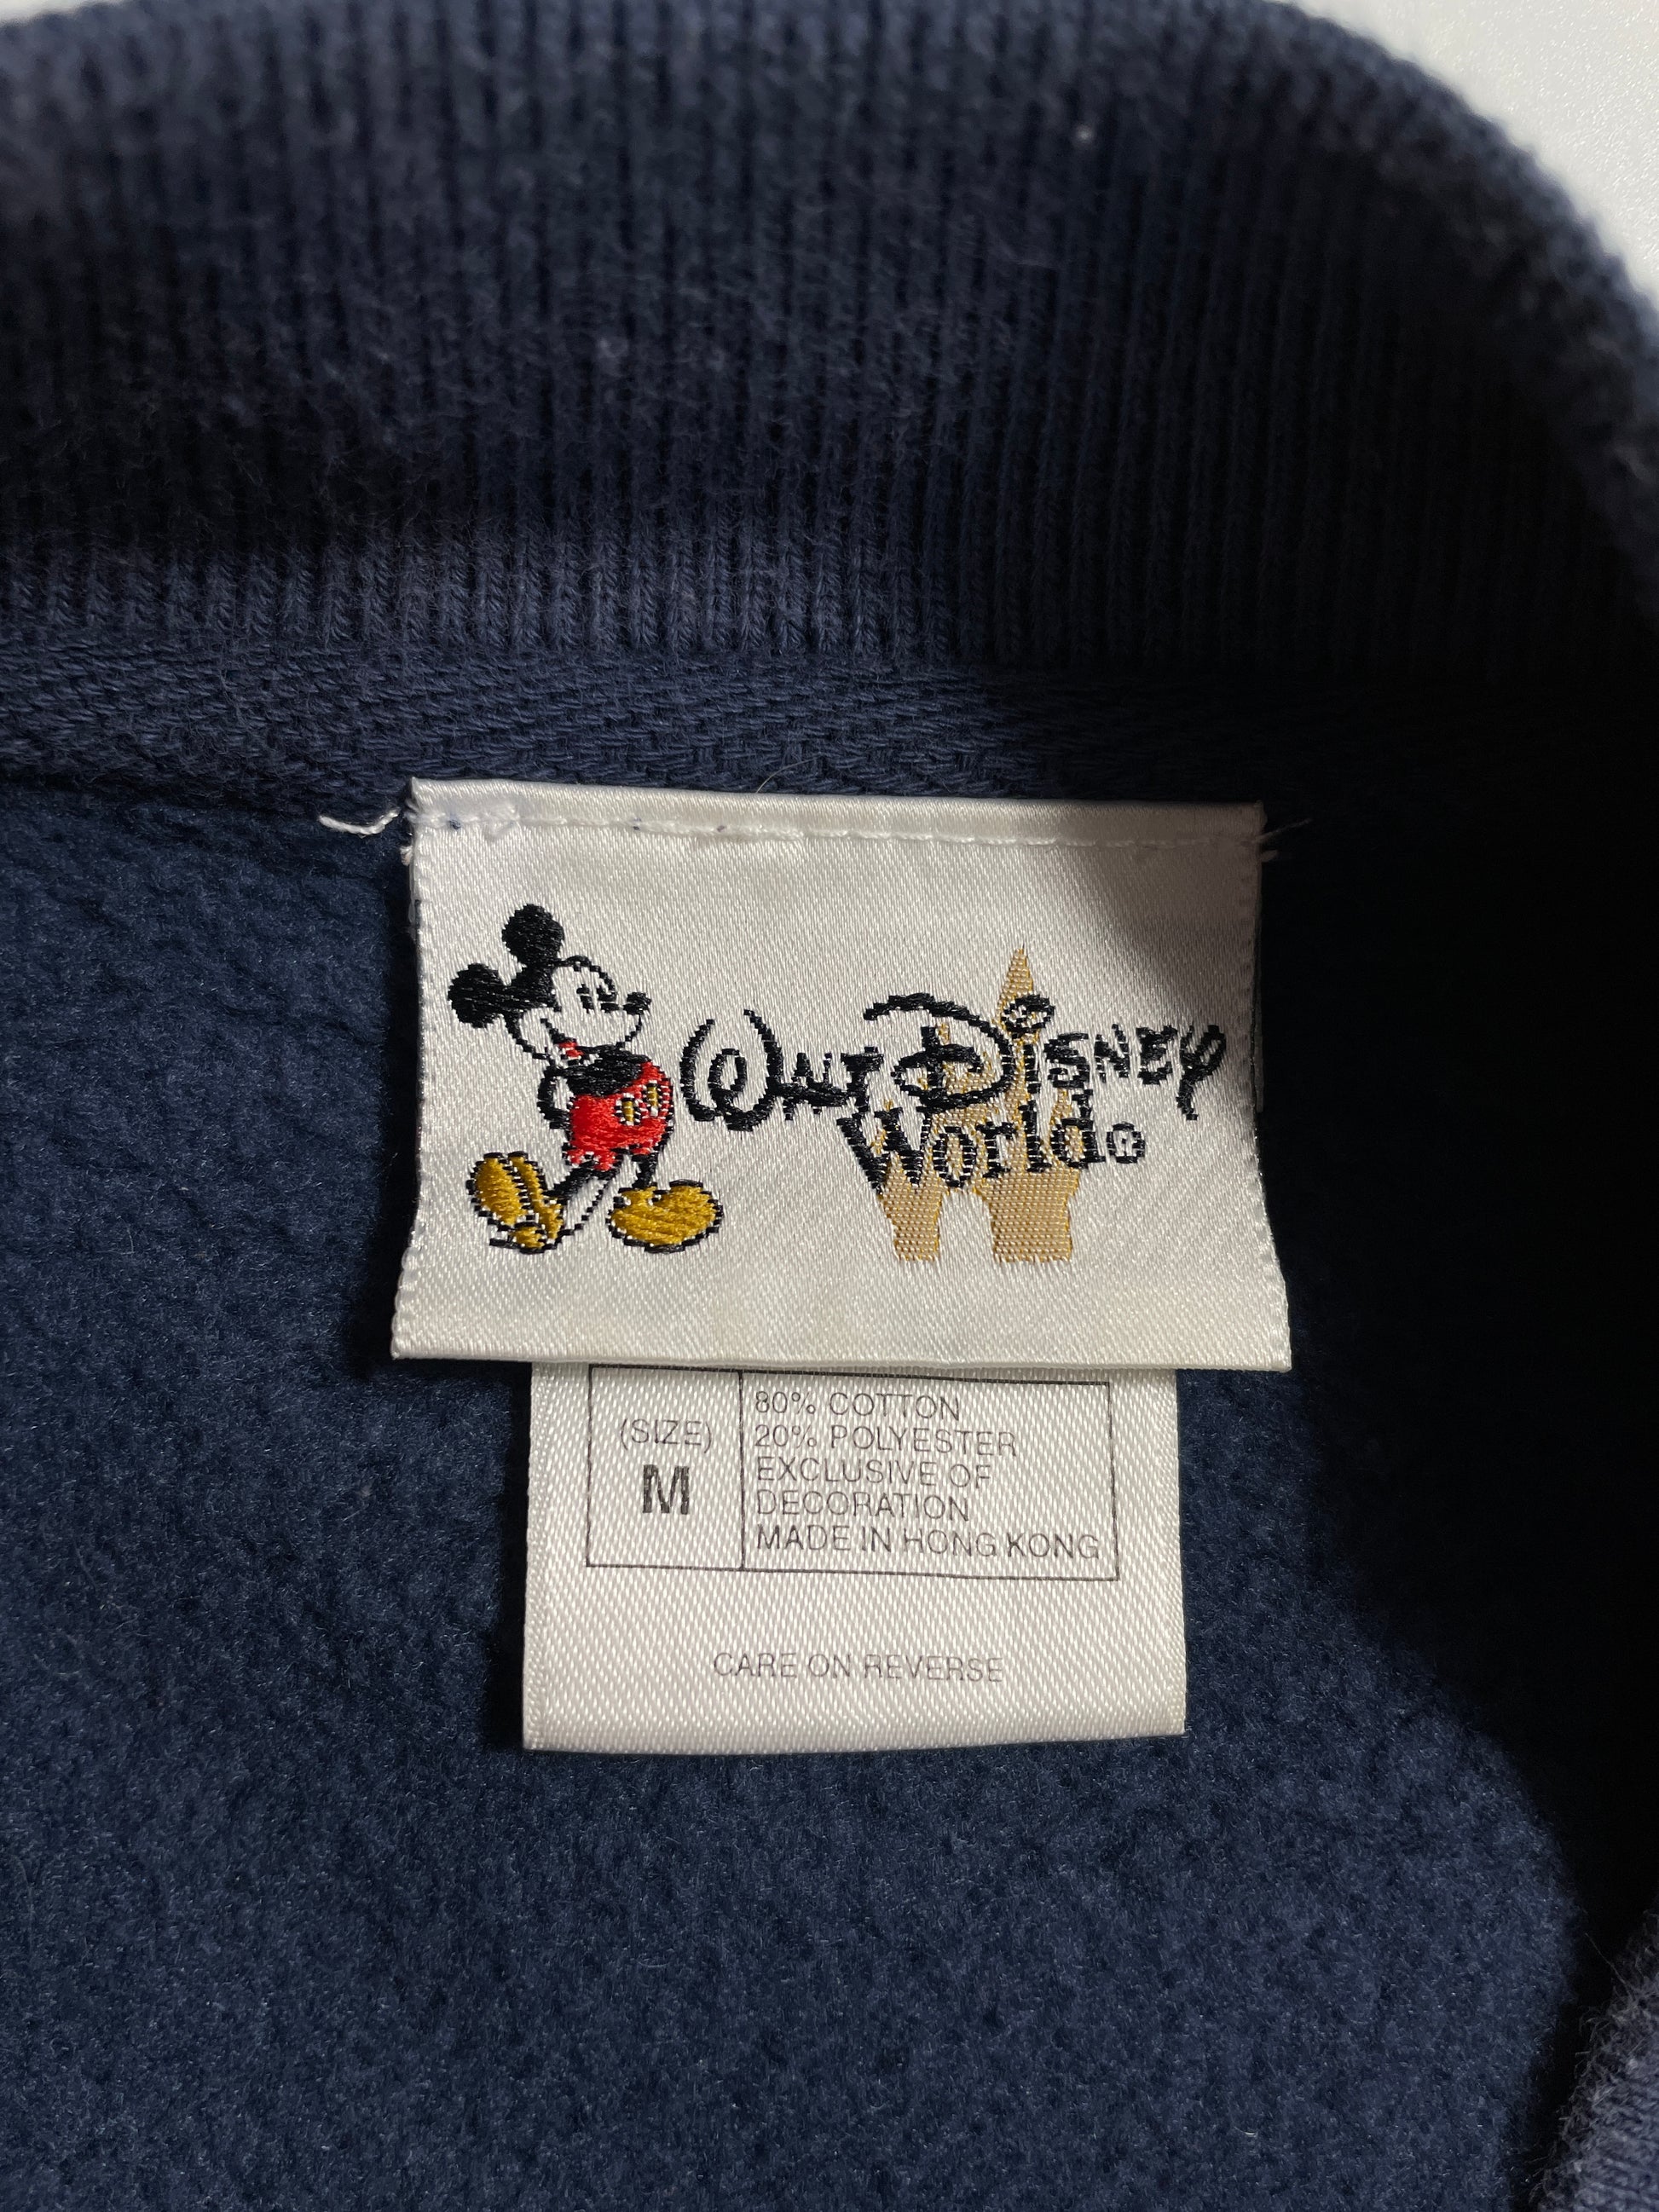 Walt Disney
World®
(SIZE)
M
80% COTTON
20% POLYESTER
EXCLUSIVE OF
DECORATION
MADE IN HONG KONG
CARE ON REVERSE